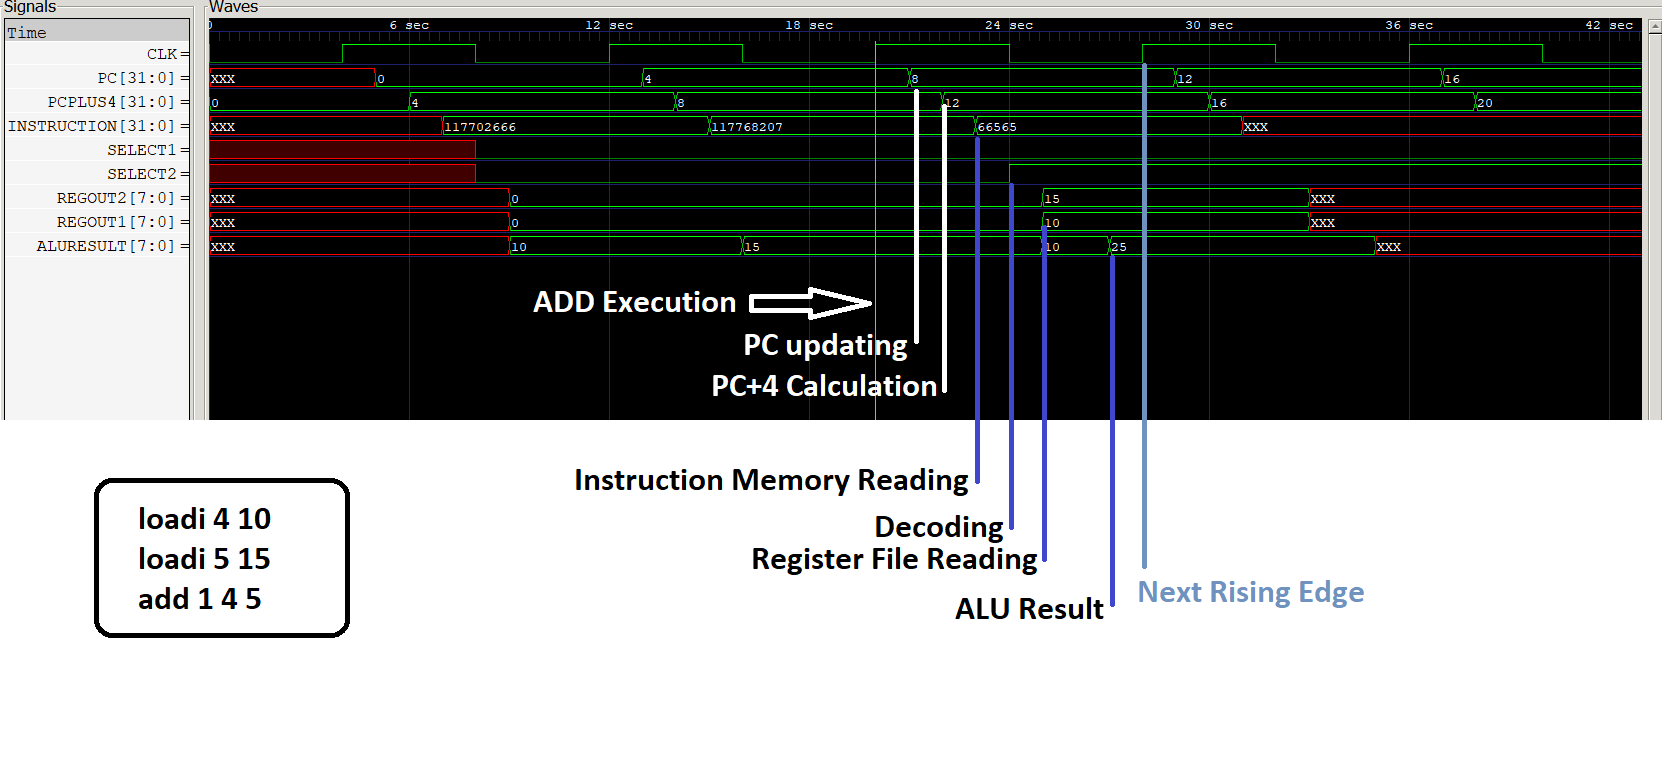 Signals
Waves
Time
0 6 sec 12 sec 18 sec 24 sec 30 sec 36 sec 42 sec
CLK =
PC[31:0] = XXX 0 4 8 12 16
PCPLUS4[31:0] = 0 4 8 12 16 20
INSTRUCTION[31:0] = XXX 117702666 117768207 66565 XXX
SELECT1 =
SELECT2 =
REGOUT2[7:0] = XXX 0 15 XXX
REGOUT1[7:0] = XXX 0 10 XXX
ALURESULT[7:0] = XXX 10 15 10 25 XXX
ADD Execution
PC updating
PC+4 Calculation
Instruction Memory Reading
Decoding
Register File Reading
ALU Result
Next Rising Edge
loadi 4 10
loadi 5 15
add 1 4 5